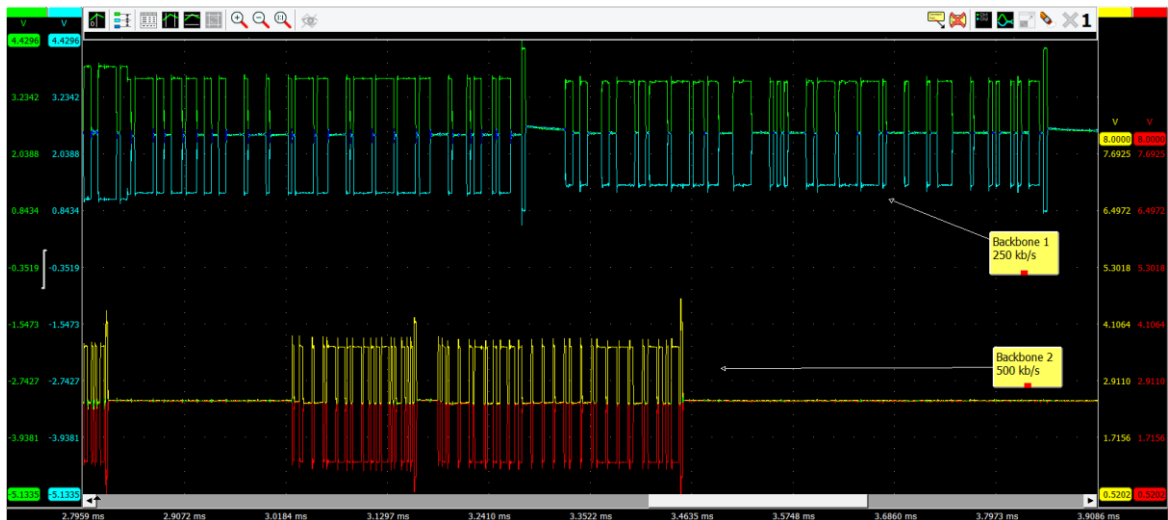 1
V V
4.4296 4.4296
3.2342 3.2342
2.0388 2.0388
0.8434 0.8434
-0.3519 -0.3519
-1.5473 -1.5473
-2.7427 -2.7427
-3.9381 -3.9381
-5.1335 -5.1335
V V
8.0000 8.0000
7.6925 7.6925
6.4972 6.4972
5.3018 5.3018
4.1064 4.1064
2.9110 2.9110
1.7156 1.7156
0.5202 0.5202
Backbone 1
250 kb/s
Backbone 2
500 kb/s
2.7959 ms 2.9072 ms 3.0184 ms 3.1297 ms 3.2410 ms 3.3522 ms 3.4635 ms 3.5748 ms 3.6860 ms 3.7973 ms 3.9086 ms